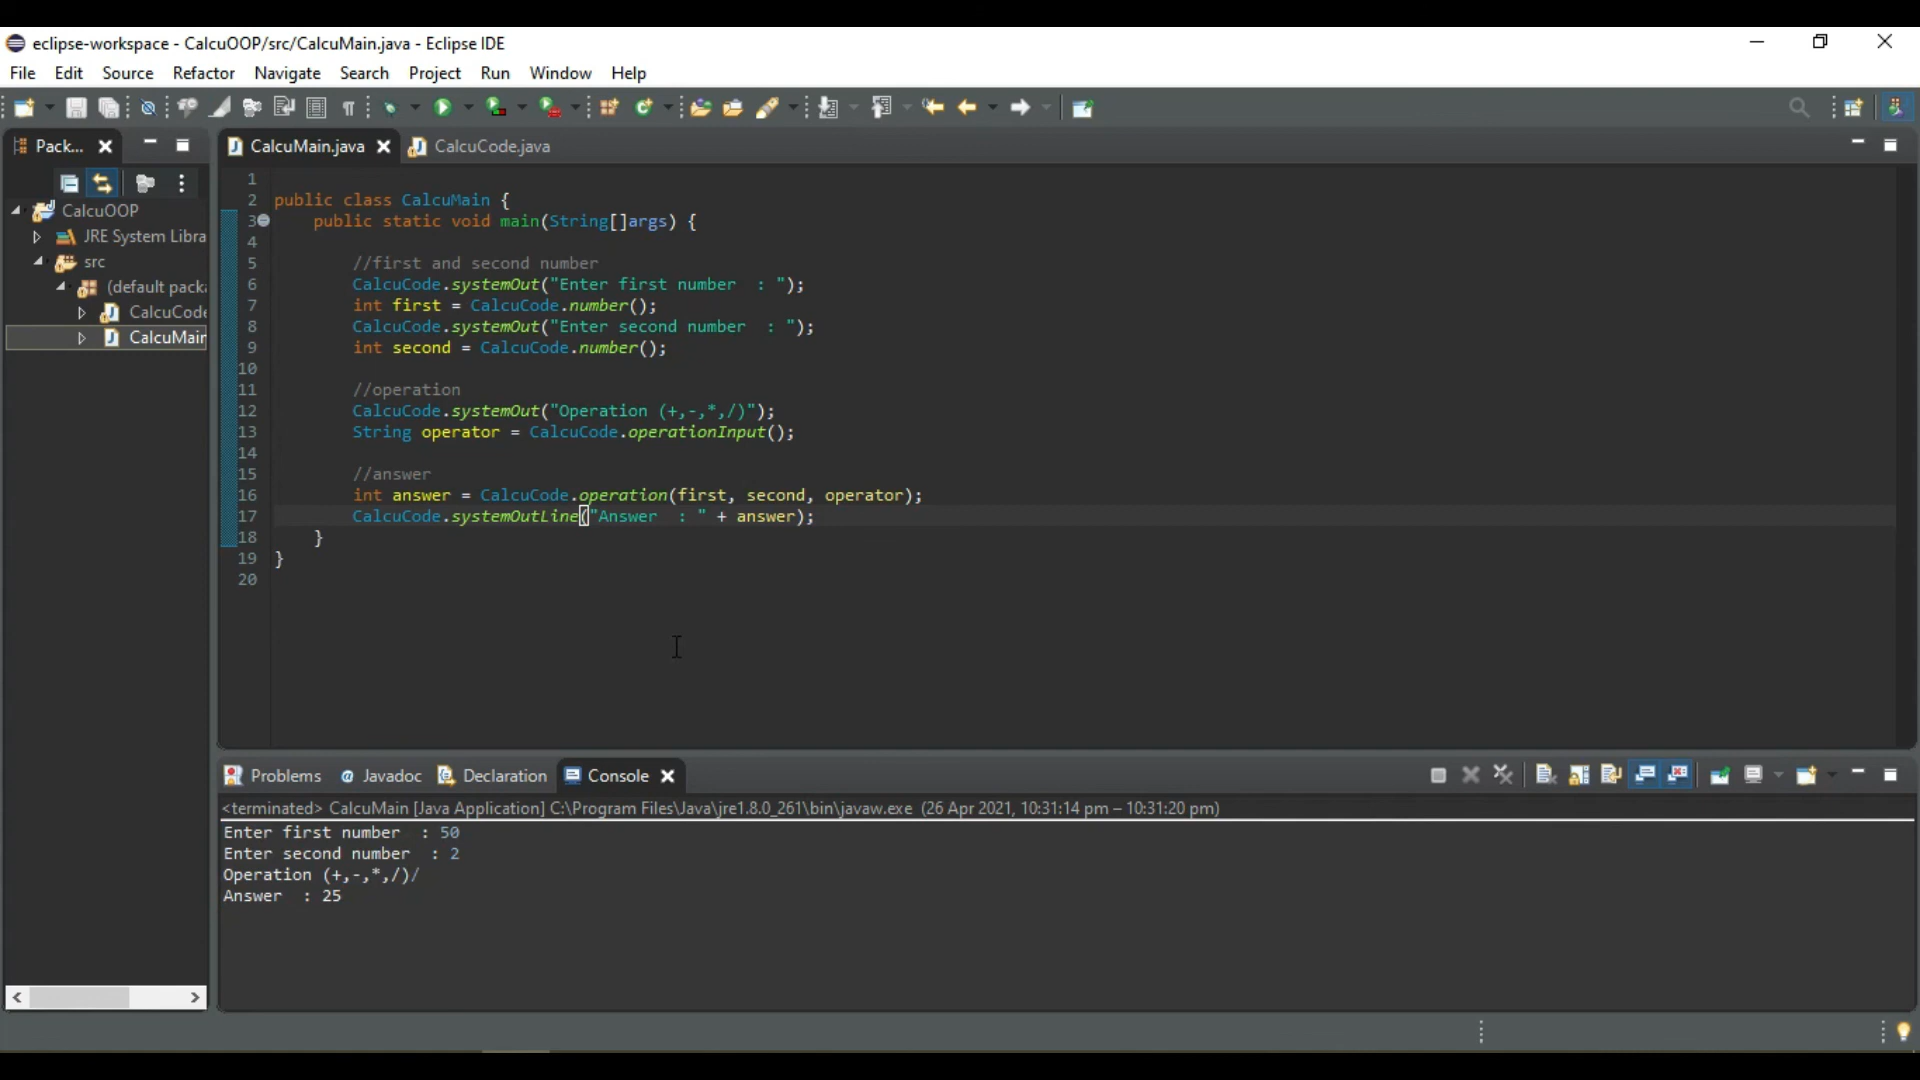 eclipse-workspace - CalcuOOP/src/CalcuMain.java - Eclipse IDE
File Edit Source Refactor Navigate Search Project Run Window Help
Pack...
CalcuMain.java
CalcuCode.java
CalcuOOP
JRE System Libra
src
(default packa
CalcuCode
CalcuMain
1
2 public class CalcuMain {
3 public static void main(String[]args) {
4
5 //first and second number
6 CalcuCode.systemOut("Enter first number  : ");
7 int first = CalcuCode.number();
8 CalcuCode.systemOut("Enter second number  : ");
9 int second = CalcuCode.number();
10
11 //operation
12 CalcuCode.systemOut("Operation (+,-,*,/)");
13 String operator = CalcuCode.operationInput();
14
15 //answer
16 int answer = CalcuCode.operation(first, second, operator);
17 CalcuCode.systemOutLine("Answer  : " + answer);
18 }
19 }
20
Problems @ Javadoc Declaration Console
<terminated> CalcuMain [Java Application] C:\Program Files\Java\jre1.8.0_261\bin\javaw.exe (26 Apr 2021, 10:31:14 pm – 10:31:20 pm)
Enter first number  : 50
Enter second number  : 2
Operation (+,-,*,/)/
Answer  : 25